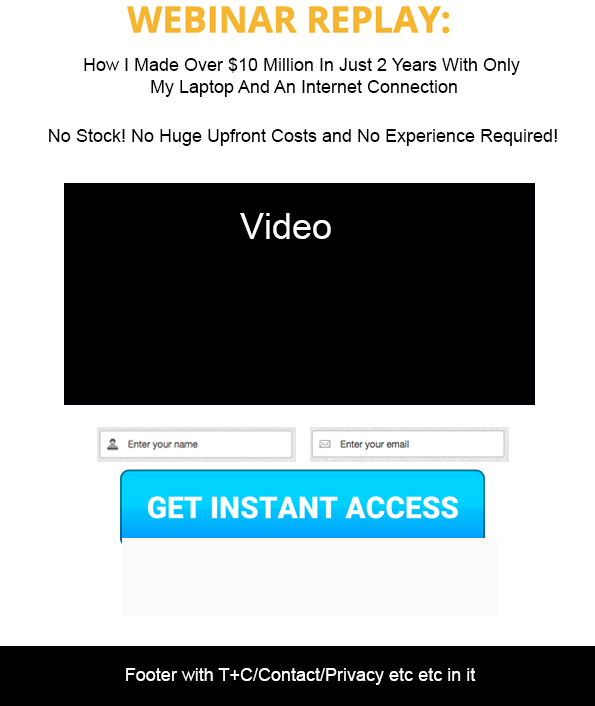 WEBINAR REPLAY:
How I Made Over $10 Million In Just 2 Years With Only
My Laptop And An Internet Connection
No Stock! No Huge Upfront Costs and No Experience Required!
Video
Enter your name
Enter your email
GET INSTANT ACCESS
Footer with T+C/Contact/Privacy etc etc in it